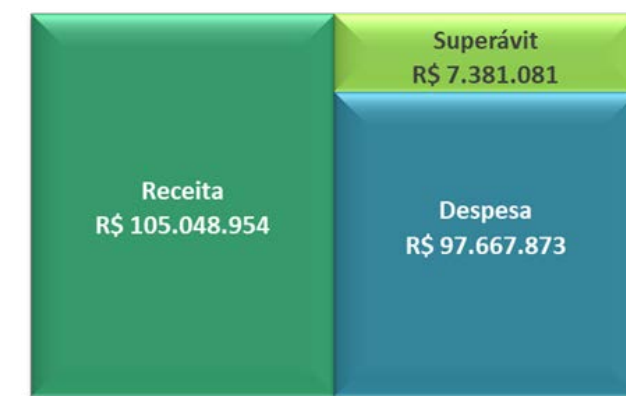 Superávit
R$ 7.381.081
Receita
R$ 105.048.954
Despesa
R$ 97.667.873